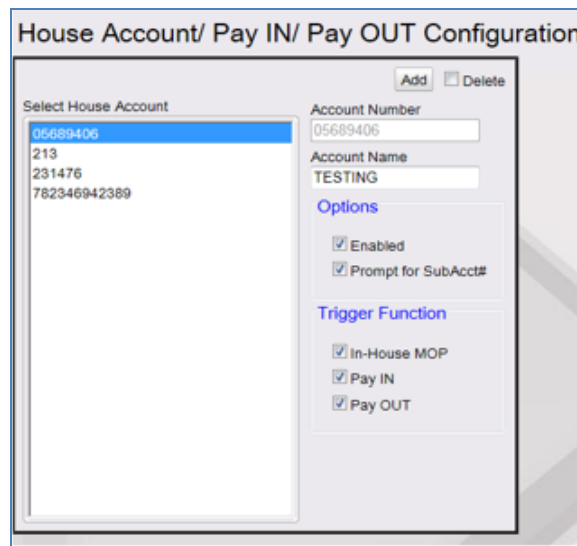 House Account/ Pay IN/ Pay OUT Configuration
Add Delete
Select House Account
05689406
213
231476
782346942389
Account Number
05689406
Account Name
TESTING
Options
Enabled
Prompt for SubAcct#
Trigger Function
In-House MOP
Pay IN
Pay OUT